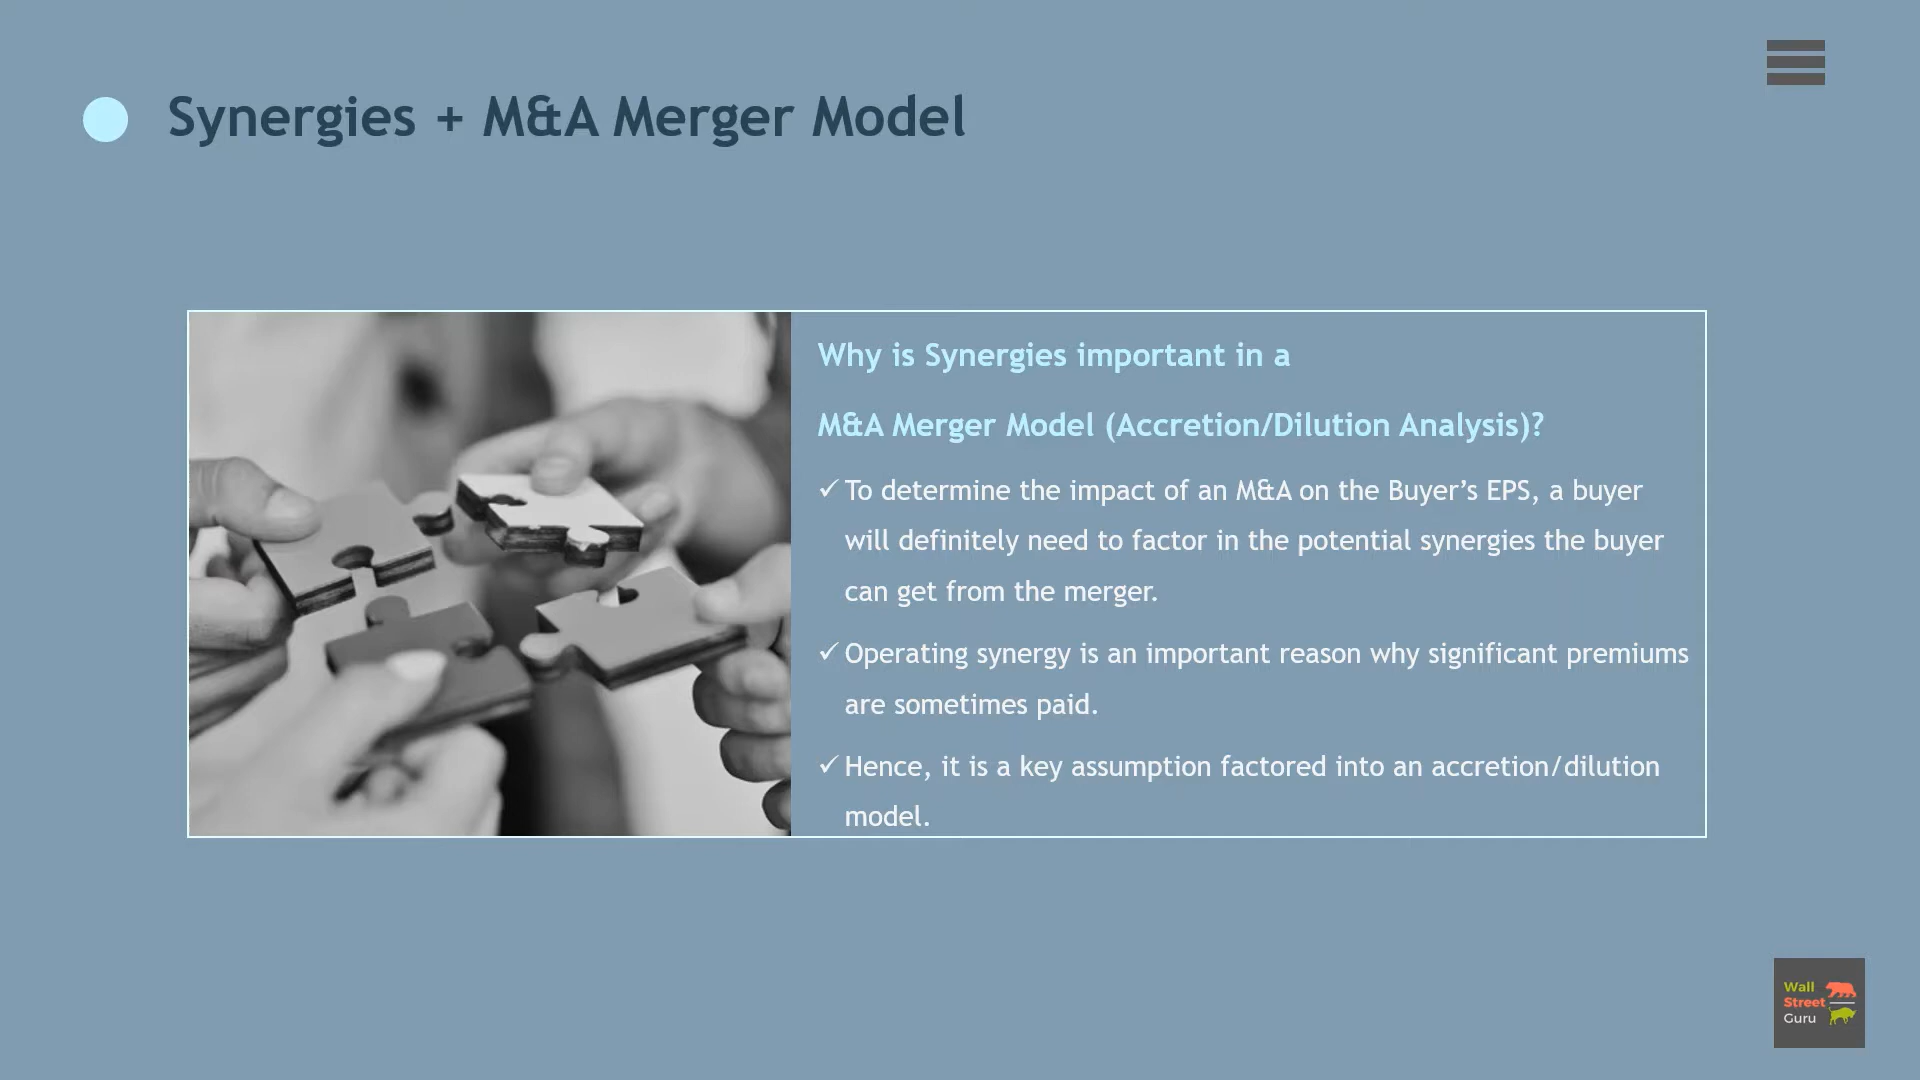 Synergies + M&A Merger Model
Why is Synergies important in a
M&A Merger Model (Accretion/Dilution Analysis)?
✓ To determine the impact of an M&A on the Buyer’s EPS, a buyer
will definitely need to factor in the potential synergies the buyer
can get from the merger.
✓ Operating synergy is an important reason why significant premiums
are sometimes paid.
✓ Hence, it is a key assumption factored into an accretion/dilution
model.
Wall
Street
Guru